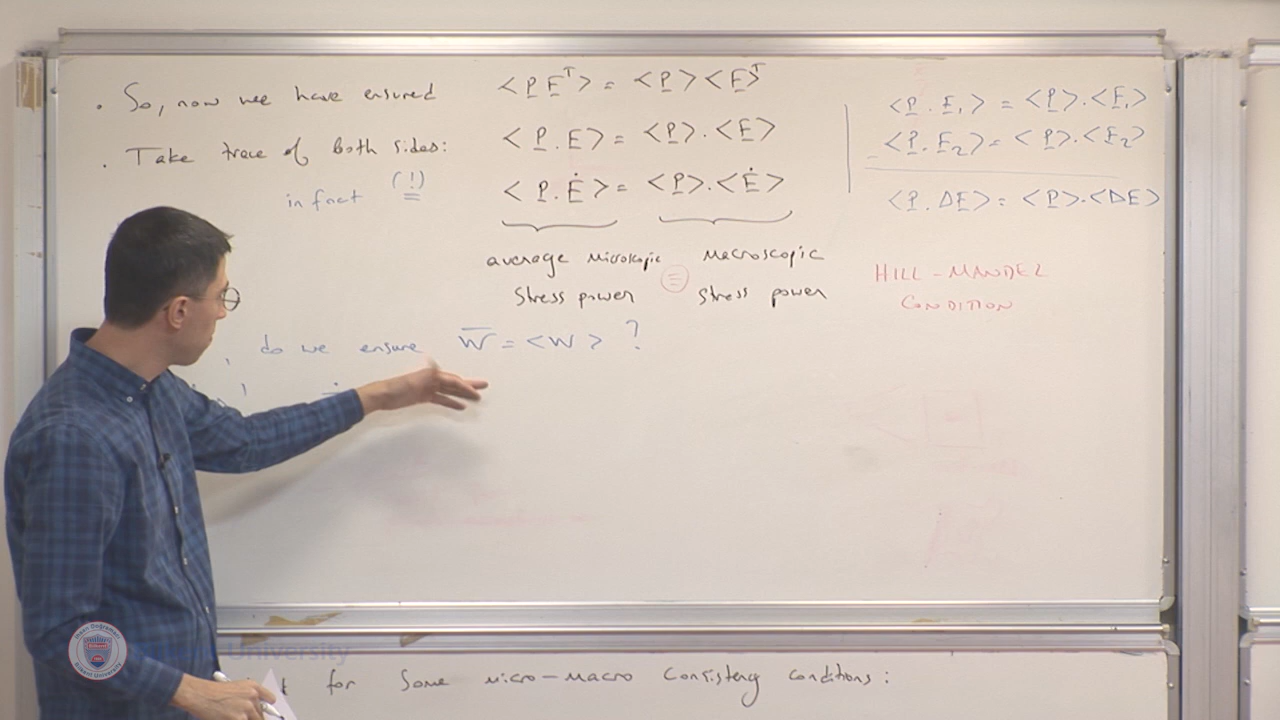 . So, now we have ensured <P F^T> = <P> <F>^T
. Take trace of both sides: <P . F> = <P> . <F>
in fact (!) <P . Ḟ> = <P> . <Ḟ>
average microscopic stress power ≡ Macroscopic stress power
<P . F₁> = <P> . <F₁>
<P . F₂> = <P> . <F₂>
<P . ΔF> = <P> . <ΔF>
HILL - MANDEL
CONDITION
, do we ensure W̅ = <W> ?
University
for Some micro-macro Consistency Conditions :